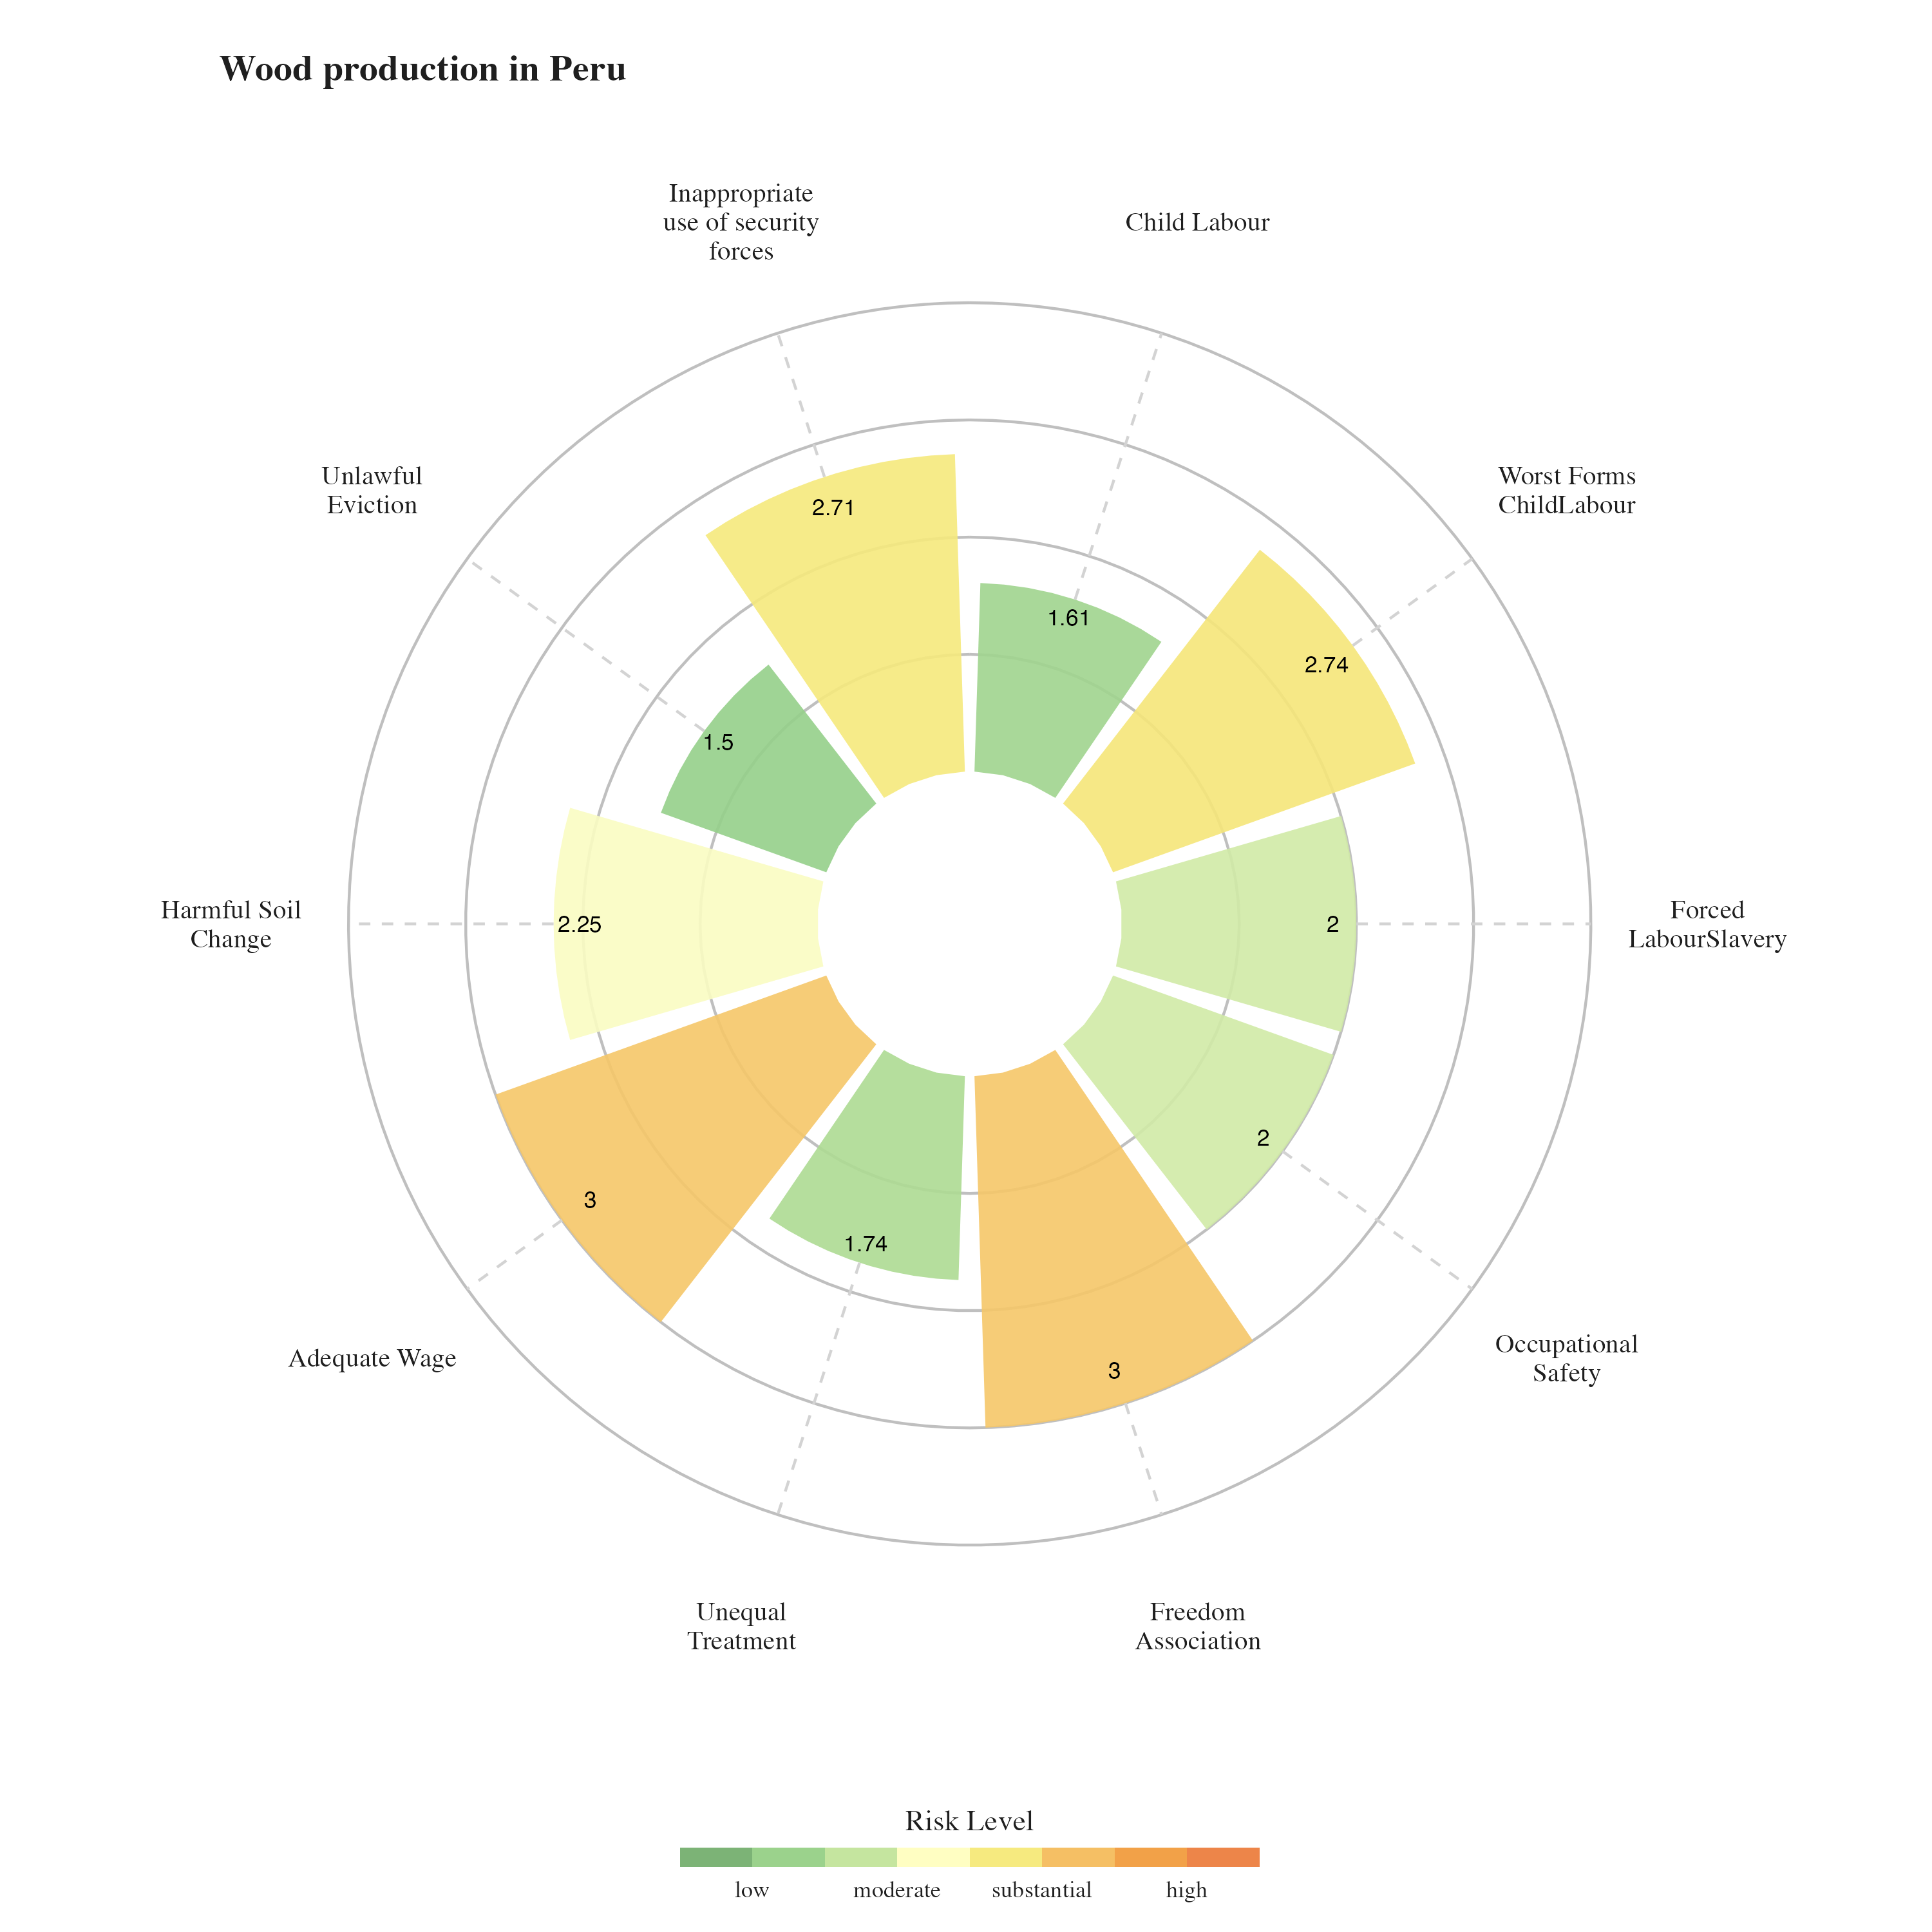 Wood production in Peru
Inappropriate
use of security
forces
Child Labour
Unlawful
Eviction
Worst Forms
ChildLabour
2.71
1.61
2.74
1.5
Harmful Soil
Change
2.25
2
Forced
LabourSlavery
2
3
1.74
3
Adequate Wage
Occupational
Safety
Unequal
Treatment
Freedom
Association
Risk Level
low moderate substantial high